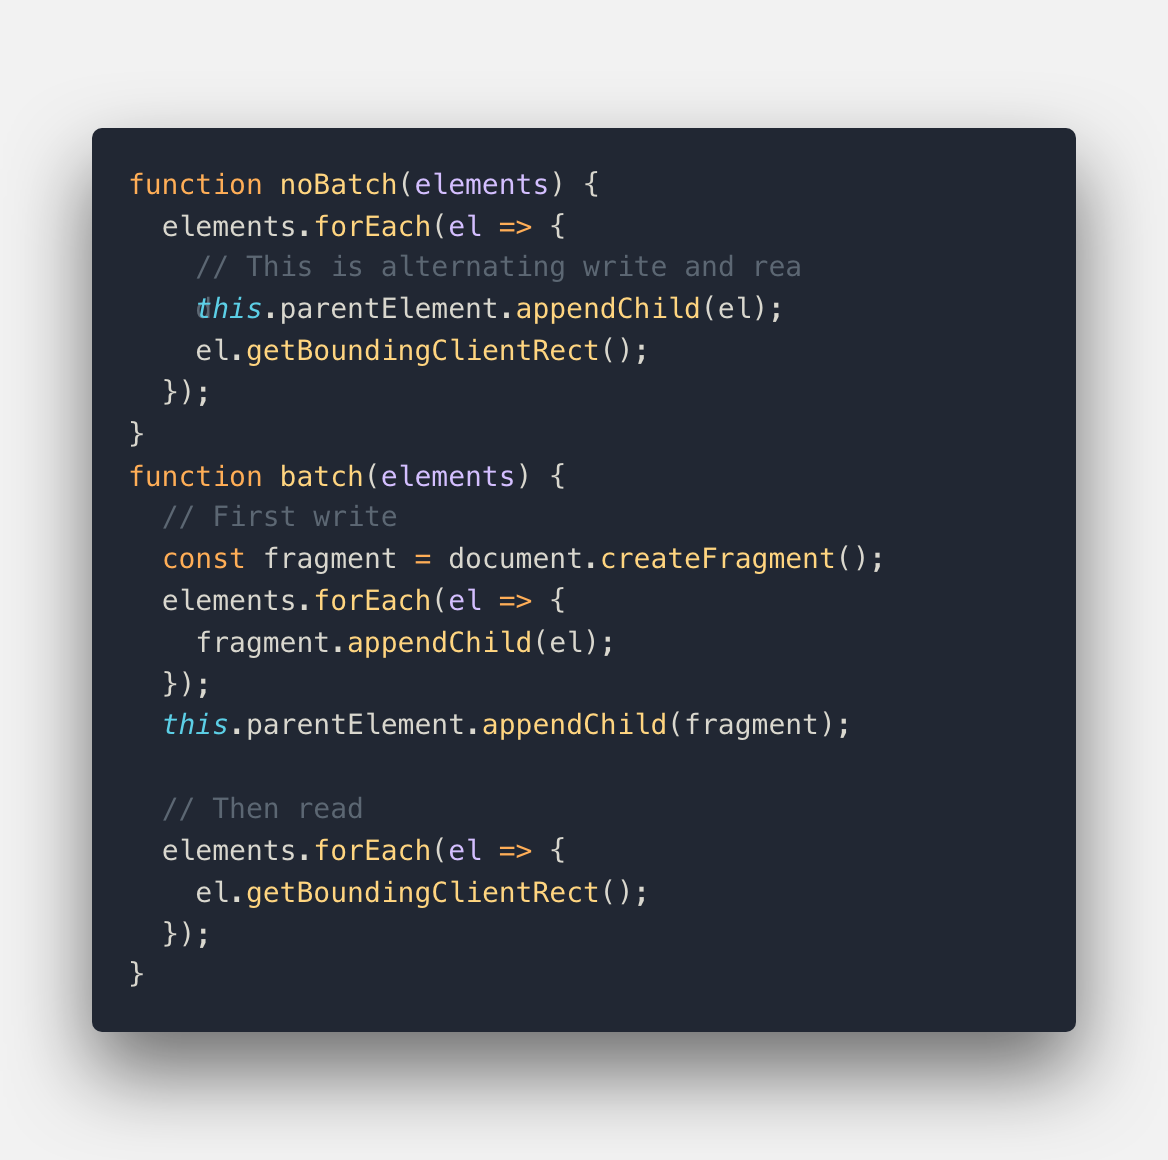 function noBatch(elements) {
  elements.forEach(el => {
    // This is alternating write and rea
d
    this.parentElement.appendChild(el);
    el.getBoundingClientRect();
  });
}
function batch(elements) {
  // First write
  const fragment = document.createFragment();
  elements.forEach(el => {
    fragment.appendChild(el);
  });
  this.parentElement.appendChild(fragment);

  // Then read
  elements.forEach(el => {
    el.getBoundingClientRect();
  });
}